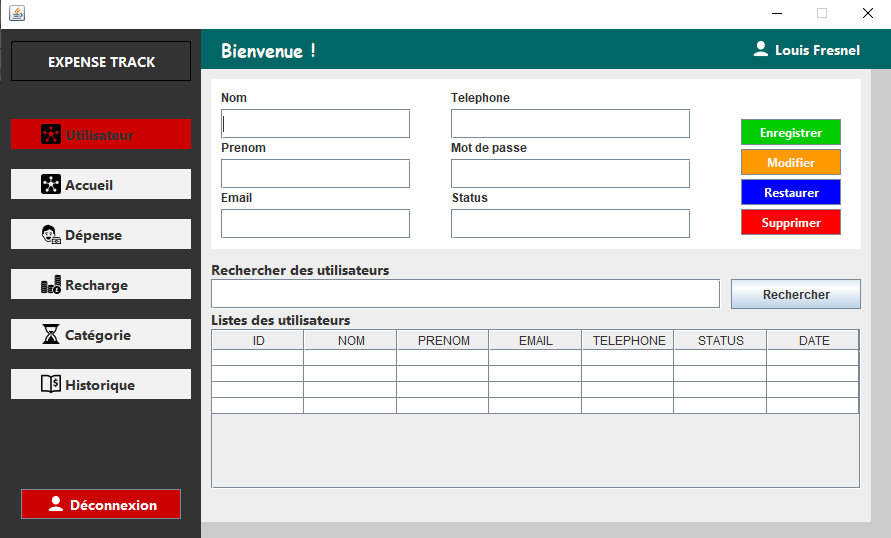 EXPENSE TRACK
Bienvenue !
Louis Fresnel
Utilisateur
Accueil
Dépense
Recharge
Catégorie
Historique
Déconnexion
Nom
Telephone
Prenom
Mot de passe
Email
Status
Enregistrer
Modifier
Restaurer
Supprimer
Rechercher des utilisateurs
Rechercher
Listes des utilisateurs
ID NOM PRENOM EMAIL TELEPHONE STATUS DATE